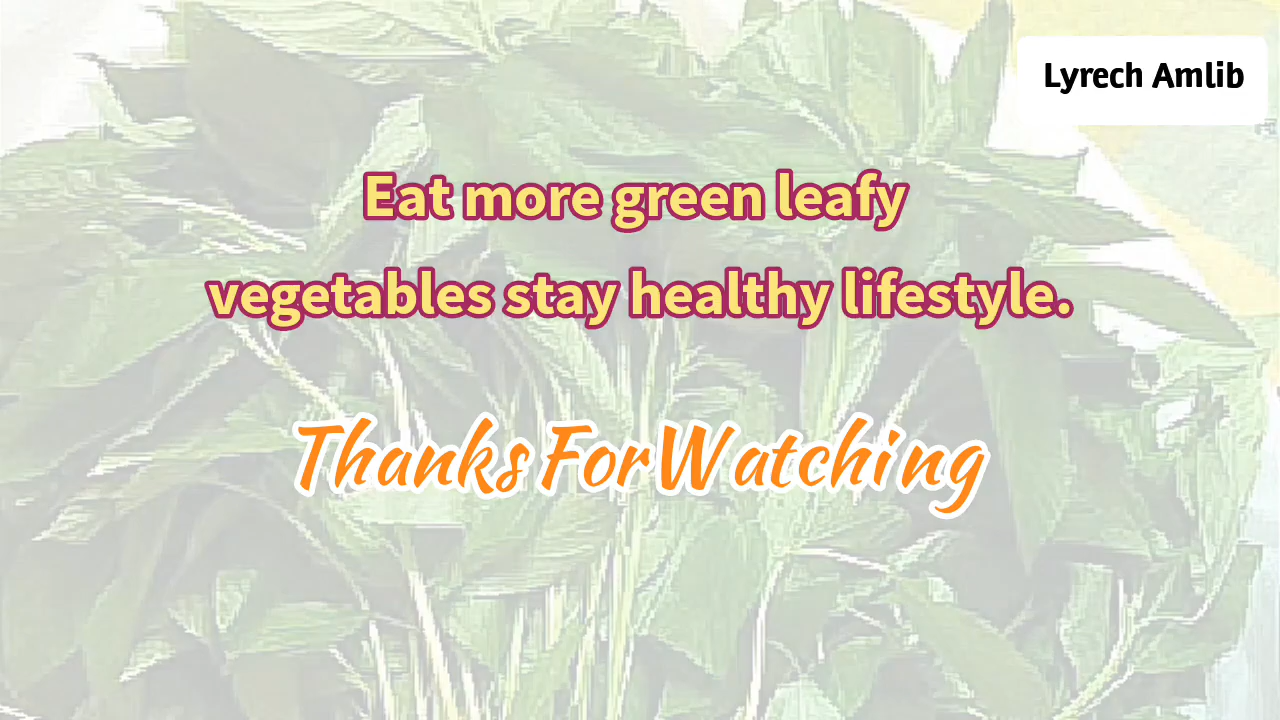 Lyrech Amlib
Eat more green leafy
vegetables stay healthy lifestyle.
Thanks For Watching